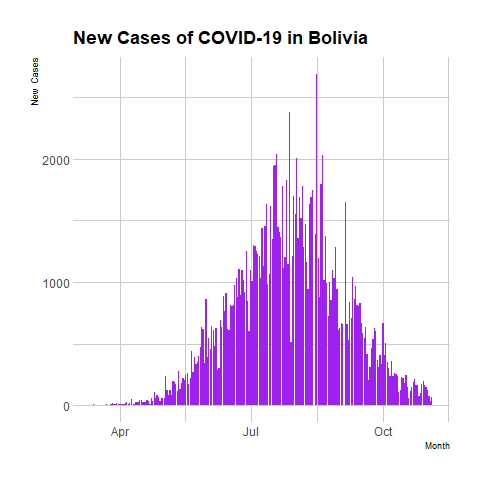 New Cases of COVID-19 in Bolivia
New Cases
2000
1000
0
Apr
Jul
Oct
Month